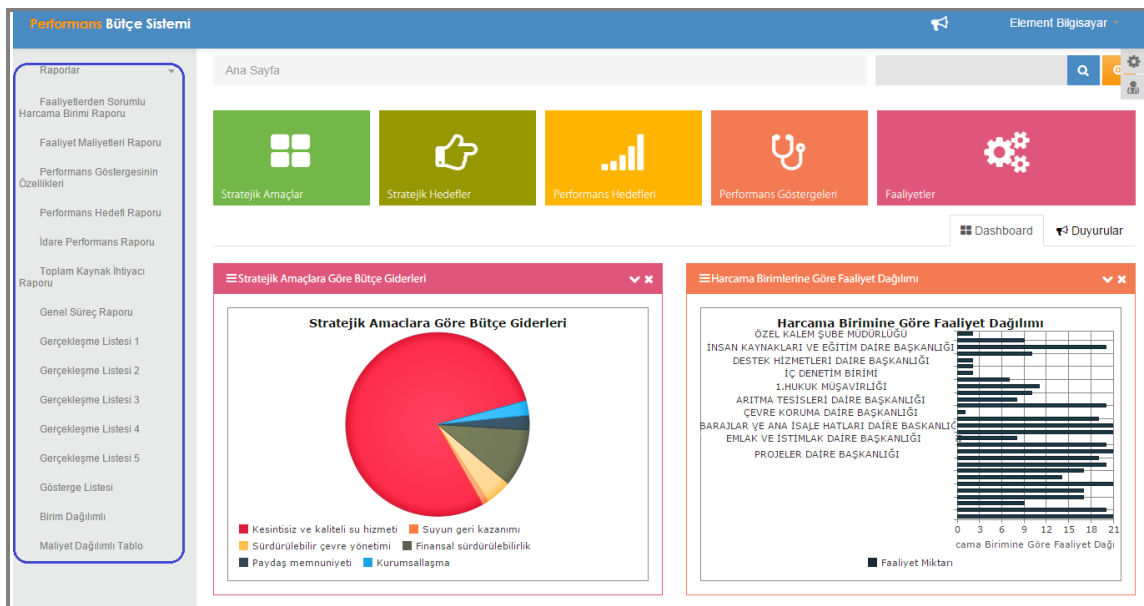 Performans Bütçe Sistemi
Element Bilgisayar
Raporlar
Faaliyetlerden Sorumlu
Harcama Birimi Raporu
Faaliyet Maliyetleri Raporu
Performans Göstergesinin
Özellikleri
Performans Hedefi Raporu
İdare Performans Raporu
Toplam Kaynak İhtiyacı
Raporu
Genel Süreç Raporu
Gerçekleşme Listesi 1
Gerçekleşme Listesi 2
Gerçekleşme Listesi 3
Gerçekleşme Listesi 4
Gerçekleşme Listesi 5
Gösterge Listesi
Birim Dağılımlı
Maliyet Dağılımlı Tablo
Ana Sayfa
Stratejik Amaçlar
Stratejik Hedefler
Performans Hedefleri
Performans Göstergeleri
Faaliyetler
Dashboard
Duyurular
Stratejik Amaçlara Göre Bütçe Giderleri
Stratejik Amaclara Göre Bütçe Giderleri
Kesintisiz ve kaliteli su hizmeti Suyun geri kazanımı
Sürdürülebilir çevre yönetimi Finansal sürdürülebilirlik
Paydaş memnuniyeti Kurumsallaşma
Harcama Birimlerine Göre Faaliyet Dağılımı
Harcama Birimine Göre Faaliyet Dağılımı
ÖZEL KALEM ŞUBE MÜDÜRLÜĞÜ
İNSAN KAYNAKLARI VE EĞİTİM DAİRE BAŞKANLIĞI
DESTEK HİZMETLERİ DAİRE BAŞKANLIĞI
İÇ DENETİM BİRİMİ
1.HUKUK MÜŞAVİRLİĞİ
ARITMA TESİSLERİ DAİRE BAŞKANLIĞI
ÇEVRE KORUMA DAİRE BAŞKANLIĞI
BARAJLAR VE ANA İSALE HATLARI DAİRE BASKANLIĞ
EMLAK VE İSTİMLAK DAİRE BAŞKANLIĞI
PROJELER DAİRE BAŞKANLIĞI
0 3 6 9 12 15 18 21
cama Birimine Göre Faaliyet Dağı
Faaliyet Miktarı